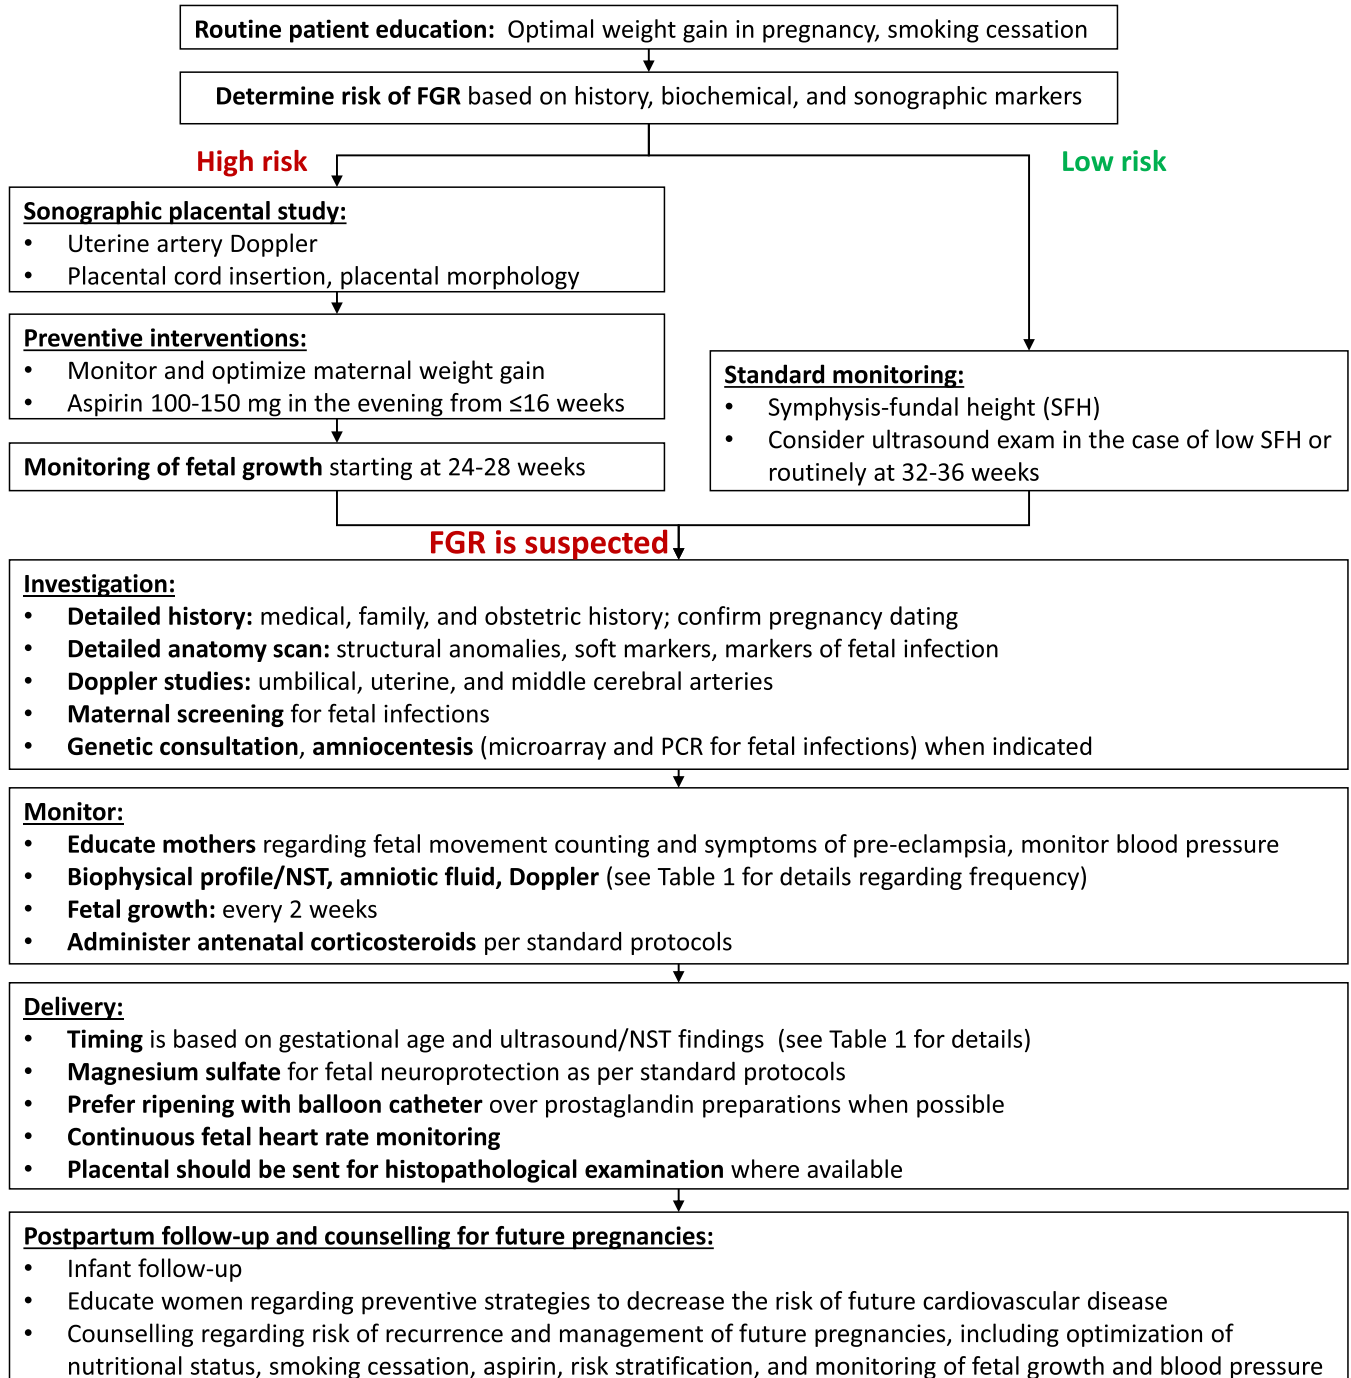 Routine patient education: Optimal weight gain in pregnancy, smoking cessation
Determine risk of FGR based on history, biochemical, and sonographic markers
High risk
Low risk
Sonographic placental study:
• Uterine artery Doppler
• Placental cord insertion, placental morphology
Preventive interventions:
• Monitor and optimize maternal weight gain
• Aspirin 100-150 mg in the evening from ≤16 weeks
Monitoring of fetal growth starting at 24-28 weeks
Standard monitoring:
• Symphysis-fundal height (SFH)
• Consider ultrasound exam in the case of low SFH or
routinely at 32-36 weeks
FGR is suspected
Investigation:
• Detailed history: medical, family, and obstetric history; confirm pregnancy dating
• Detailed anatomy scan: structural anomalies, soft markers, markers of fetal infection
• Doppler studies: umbilical, uterine, and middle cerebral arteries
• Maternal screening for fetal infections
• Genetic consultation, amniocentesis (microarray and PCR for fetal infections) when indicated
Monitor:
• Educate mothers regarding fetal movement counting and symptoms of pre-eclampsia, monitor blood pressure
• Biophysical profile/NST, amniotic fluid, Doppler (see Table 1 for details regarding frequency)
• Fetal growth: every 2 weeks
• Administer antenatal corticosteroids per standard protocols
Delivery:
• Timing is based on gestational age and ultrasound/NST findings (see Table 1 for details)
• Magnesium sulfate for fetal neuroprotection as per standard protocols
• Prefer ripening with balloon catheter over prostaglandin preparations when possible
• Continuous fetal heart rate monitoring
• Placental should be sent for histopathological examination where available
Postpartum follow-up and counselling for future pregnancies:
• Infant follow-up
• Educate women regarding preventive strategies to decrease the risk of future cardiovascular disease
• Counselling regarding risk of recurrence and management of future pregnancies, including optimization of
nutritional status, smoking cessation, aspirin, risk stratification, and monitoring of fetal growth and blood pressure